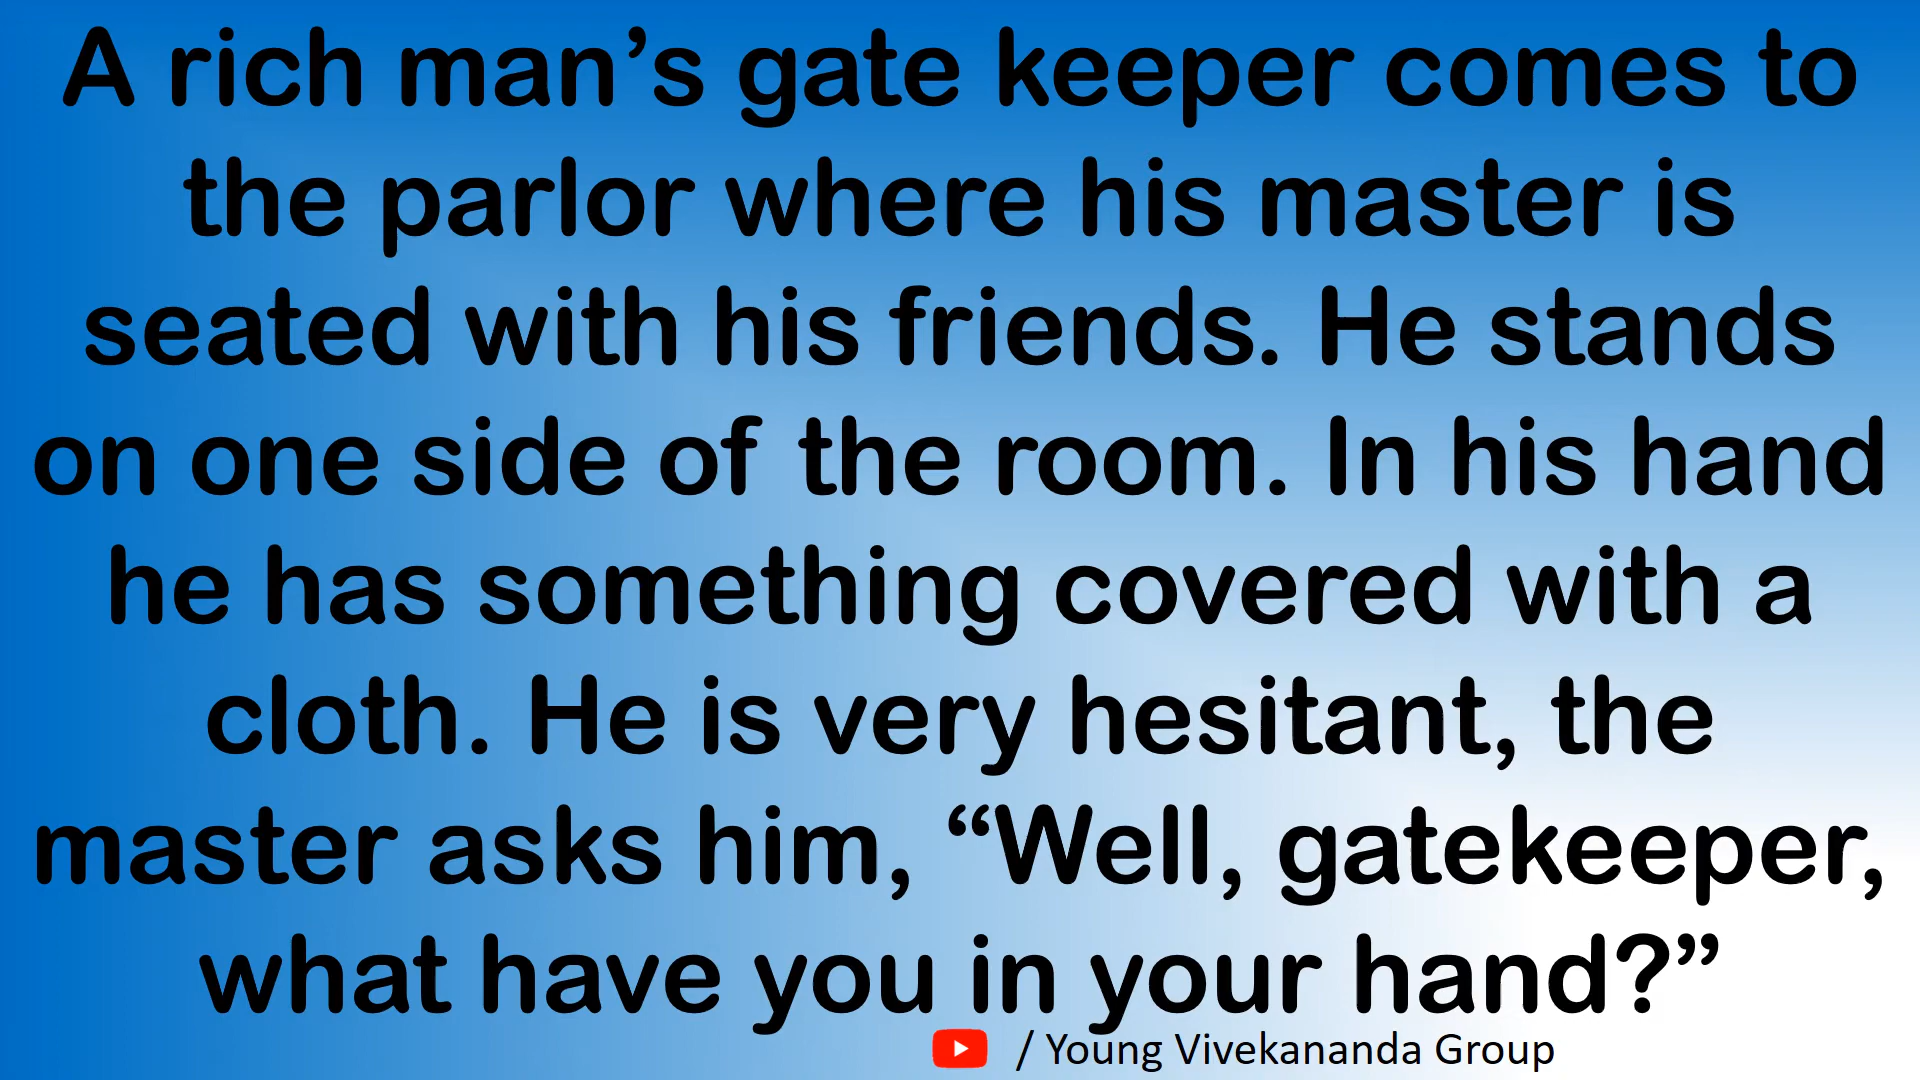 A rich man’s gate keeper comes to
the parlor where his master is
seated with his friends. He stands
on one side of the room. In his hand
he has something covered with a
cloth. He is very hesitant, the
master asks him, “Well, gatekeeper,
what have you in your hand?”
/ Young Vivekananda Group